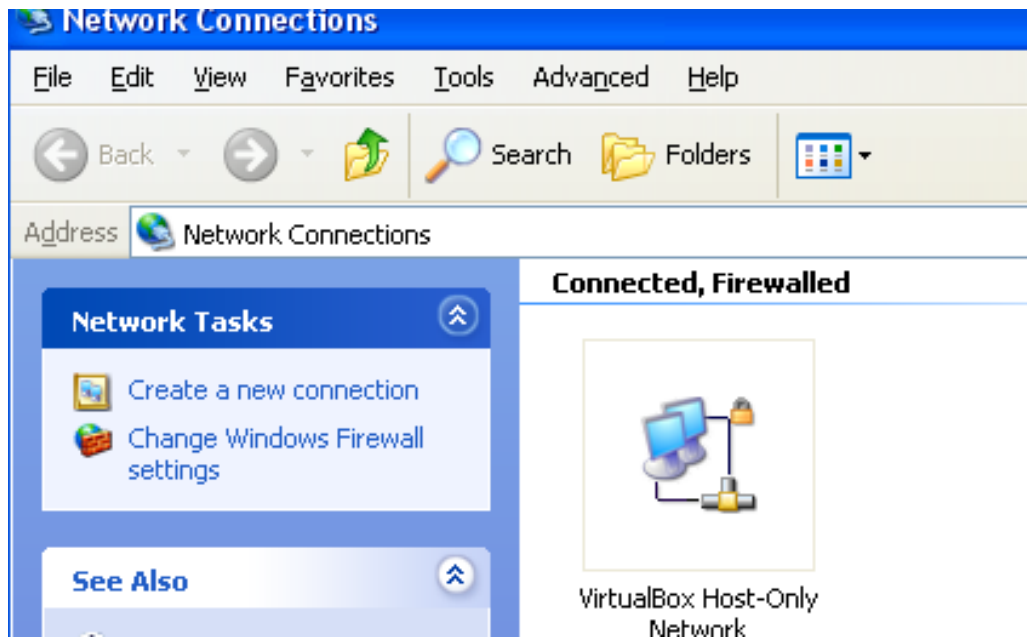 Network Connections
File Edit View Favorites Tools Advanced Help
Back Search Folders
Address Network Connections
Network Tasks
Create a new connection
Change Windows Firewall
settings
See Also
Connected, Firewalled
VirtualBox Host-Only
Network